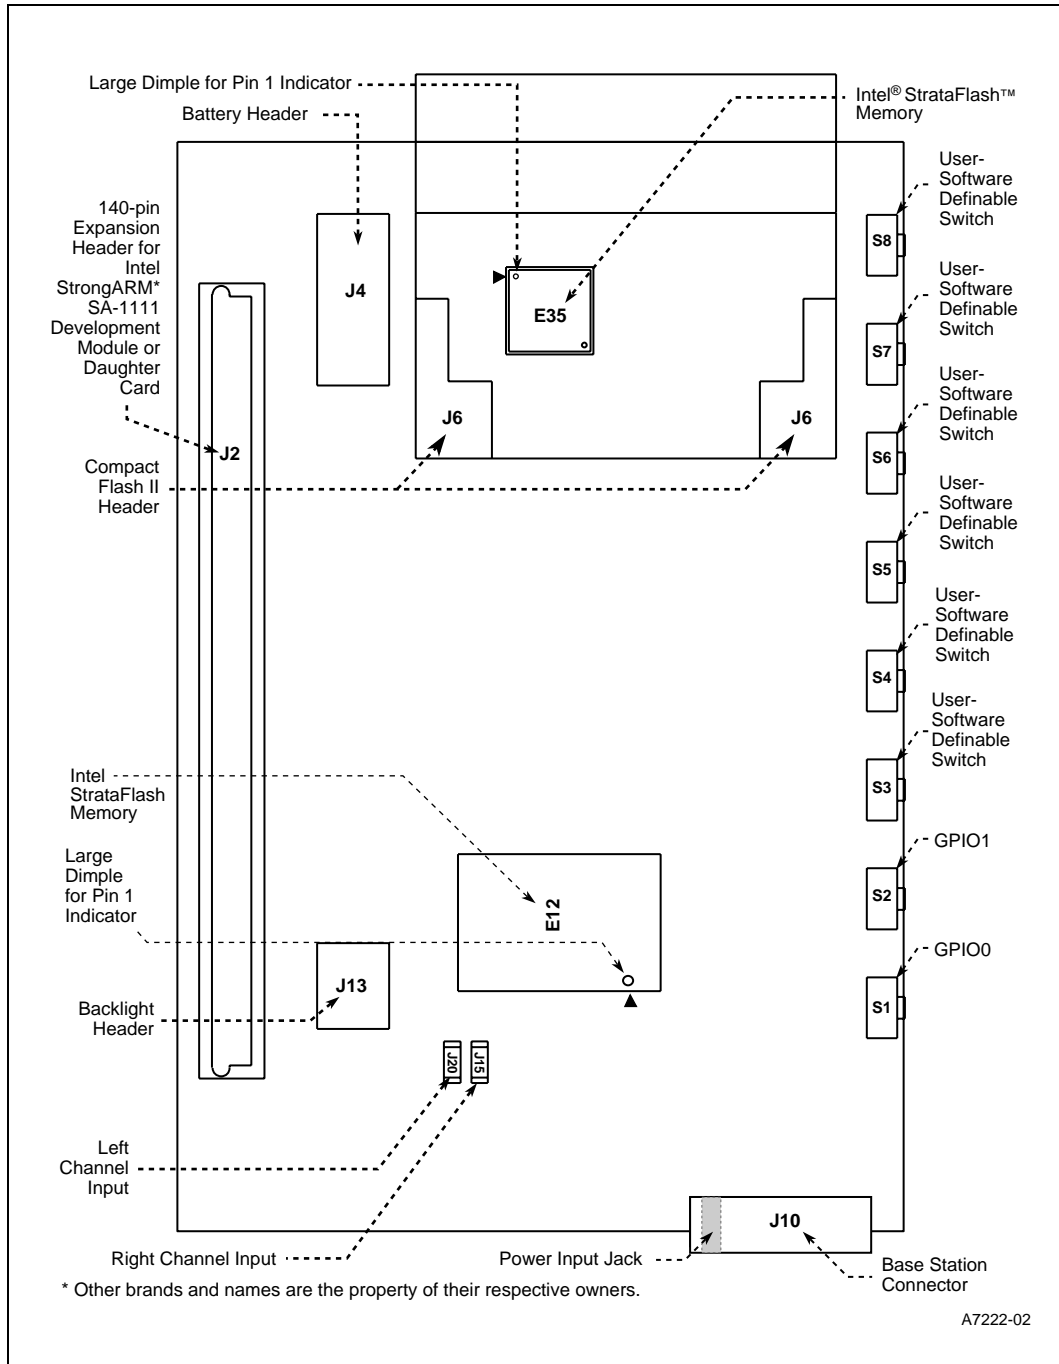 Large Dimple for Pin 1 Indicator
Battery Header
Intel® StrataFlash™
Memory
140-pin
Expansion
Header for
Intel
StrongARM*
SA-1111
Development
Module or
Daughter
Card
J4
E35
J6
J6
J2
Compact
Flash II
Header
User-
Software
Definable
Switch
S8
User-
Software
Definable
Switch
S7
User-
Software
Definable
Switch
S6
User-
Software
Definable
Switch
S5
User-
Software
Definable
Switch
S4
User-
Software
Definable
Switch
S3
GPIO1
S2
GPIO0
S1
Intel
StrataFlash
Memory
Large
Dimple
for Pin 1
Indicator
E12
J13
Backlight
Header
J20
J15
Left
Channel
Input
J10
Right Channel Input
Power Input Jack
Base Station
Connector
* Other brands and names are the property of their respective owners.
A7222-02